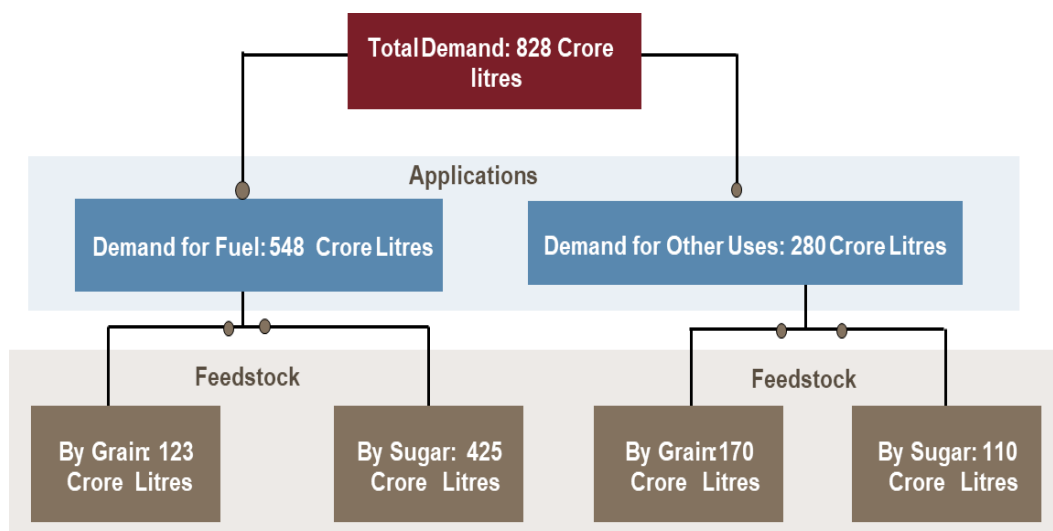 Total Demand: 828 Crore
litres
Applications
Demand for Fuel: 548 Crore Litres
Demand for Other Uses: 280 Crore Litres
Feedstock
Feedstock
By Grain: 123
Crore Litres
By Sugar: 425
Crore Litres
By Grain:170
Crore Litres
By Sugar: 110
Crore Litres